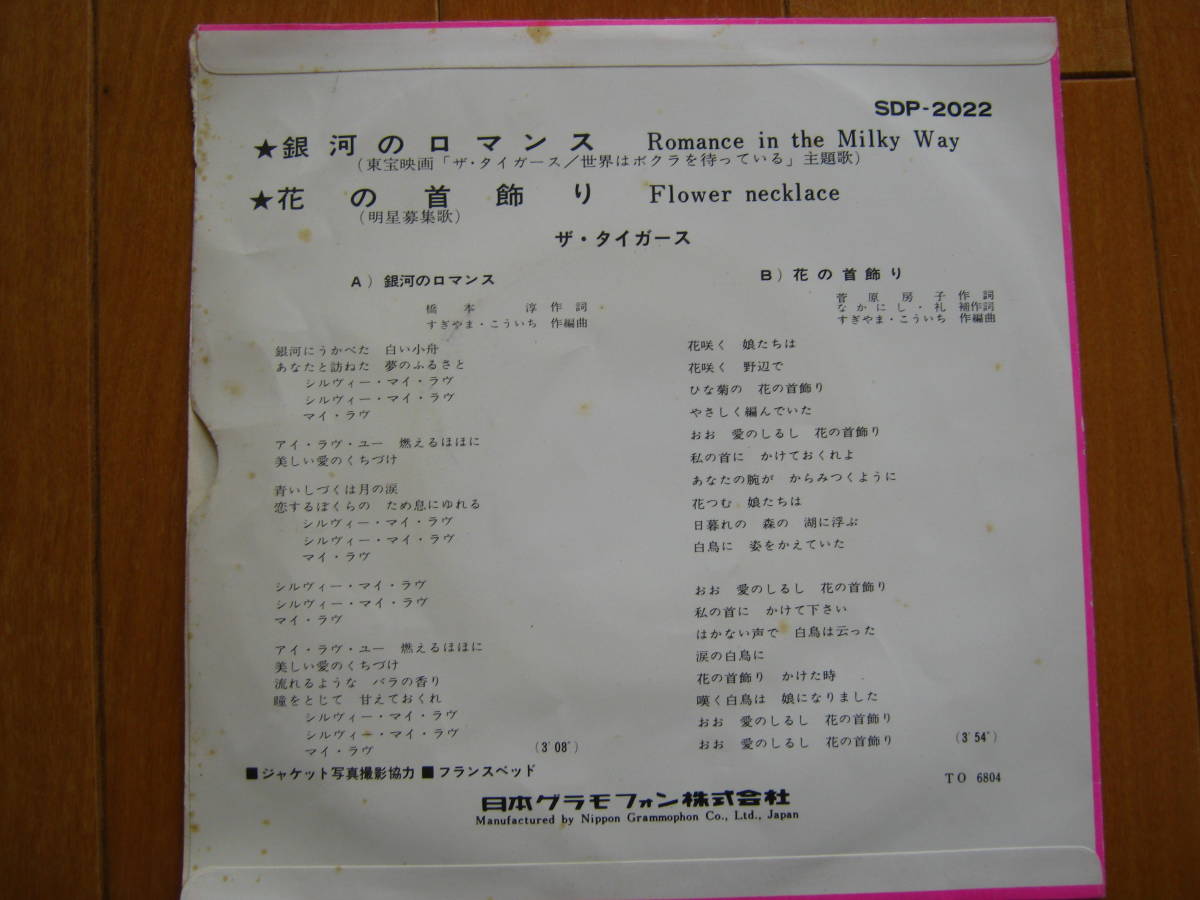 SDP-2022
★銀河のロマンス Romance in the Milky Way
(東宝映画「ザ・タイガース／世界はボクラを待っている」主題歌)
★花の首飾り Flower necklace
(明星募集歌)
ザ・タイガース
A) 銀河のロマンス
橋本淳作詞
すぎやま・こういち 作編曲
銀河にうかべた 白い小舟
あなたと訪ねた 夢のふるさと
シルヴィー・マイ・ラヴ
シルヴィー・マイ・ラヴ
マイ・ラヴ
アイ・ラヴ・ユー 燃えるほほに
美しい愛のくちづけ
青いしづくは月の涙
恋するぼくらの ため息にゆれる
シルヴィー・マイ・ラヴ
シルヴィー・マイ・ラヴ
マイ・ラヴ
シルヴィー・マイ・ラヴ
シルヴィー・マイ・ラヴ
マイ・ラヴ
アイ・ラヴ・ユー 燃えるほほに
美しい愛のくちづけ
流れるような バラの香り
瞳をとじて 甘えておくれ
シルヴィー・マイ・ラヴ
シルヴィー・マイ・ラヴ
マイ・ラヴ
(3′08″)
B) 花の首飾り
菅原房子 作詞
なかにし・礼 補作詞
すぎやま・こういち 作編曲
花咲く 娘たちは
花咲く 野辺で
ひな菊の 花の首飾り
やさしく編んでいた
おお 愛のしるし 花の首飾り
私の首に かけておくれよ
あなたの腕が からみつくように
花つむ 娘たちは
日暮れの 森の 湖に浮ぶ
白鳥に 姿をかえていた
おお 愛のしるし 花の首飾り
私の首に かけて下さい
はかない声で 白鳥は云った
涙の白鳥に
花の首飾り かけた時
嘆く白鳥は 娘になりました
おお 愛のしるし 花の首飾り
おお 愛のしるし 花の首飾り
(3′54″)
■ジャケット写真撮影協力■フランスベッド
TO 6804
日本グラモフォン株式会社
Manufactured by Nippon Grammophon Co., Ltd., Japan